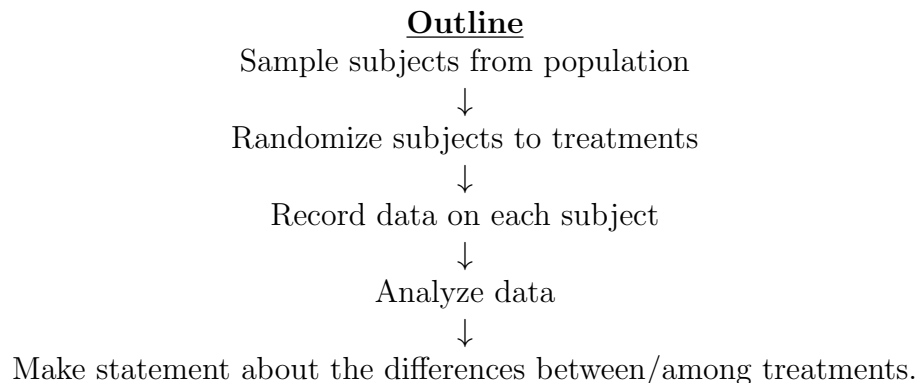 Outline
Sample subjects from population
↓
Randomize subjects to treatments
↓
Record data on each subject
↓
Analyze data
↓
Make statement about the differences between/among treatments.